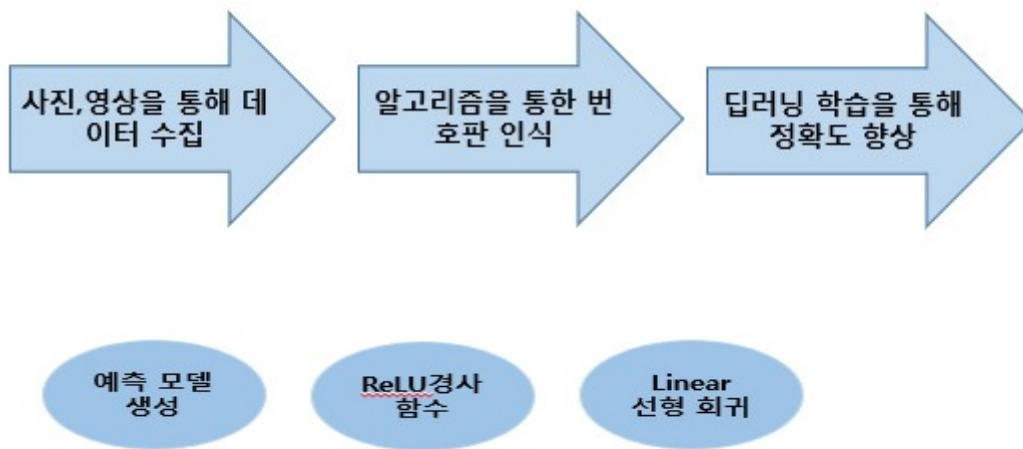 사진,영상을 통해 데
이터 수집
알고리즘을 통한 번
호판 인식
딥러닝 학습을 통해
정확도 향상
예측 모델
생성
ReLU경사
함수
Linear
선형 회귀